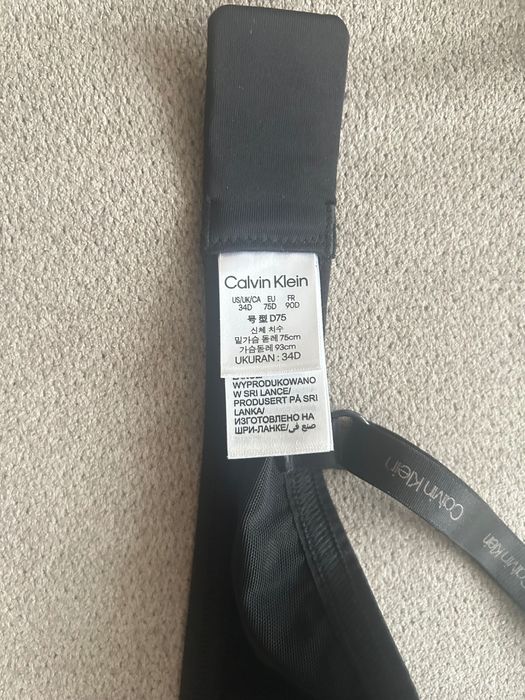 Calvin Klein
US/UK/CA EU FR
34D 75D 90D
号型 D75
신체 치수
밑가슴 둘레 75cm
가슴둘레 93cm
UKURAN : 34D
WYPRODUKOWANO
W SRI LANCE/
PRODUSERT PÅ SRI
LANKA/
ИЗГОТОВЛЕНО НА
ШРИ-ЛАНКЕ/صنع في
Calvin Klein
Calvin Klein